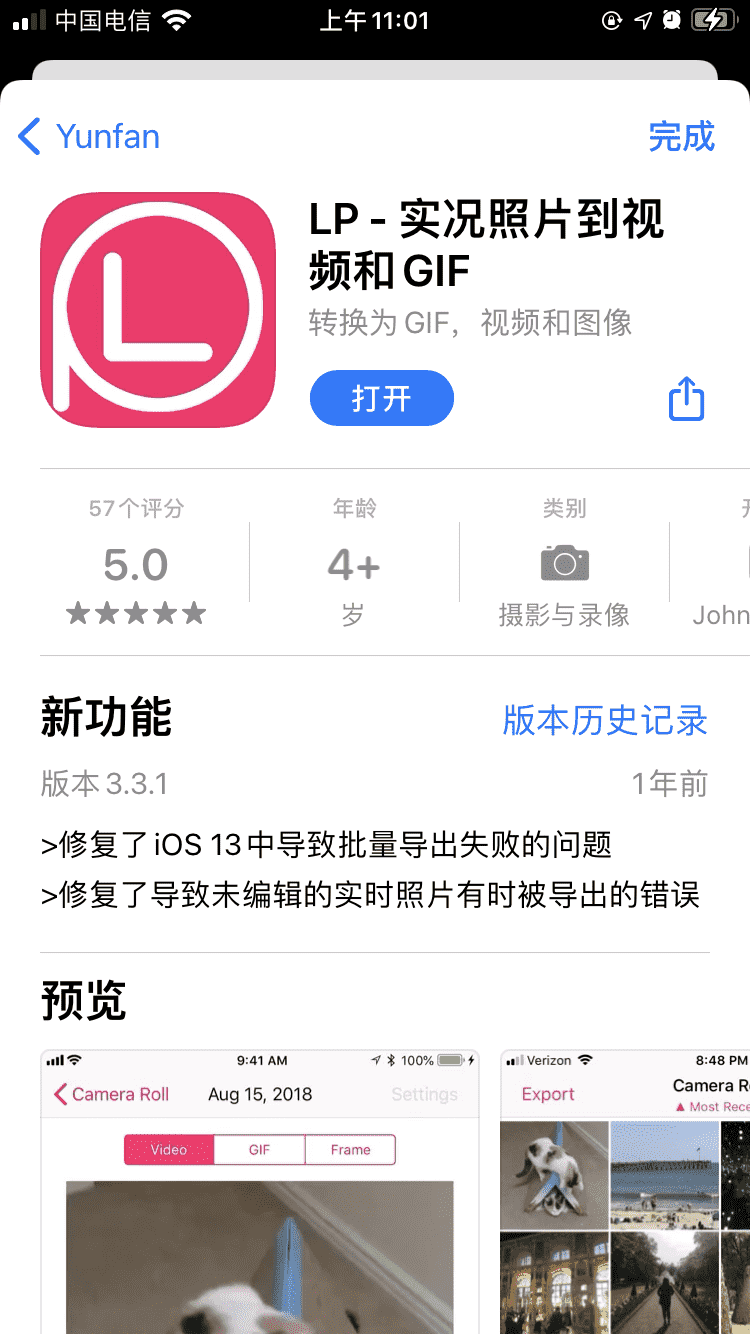 中国电信
上午11:01
Yunfan
完成
LP - 实况照片到视
频和 GIF
转换为 GIF，视频和图像
打开
57个评分
5.0
年龄
4+
岁
类别
摄影与录像
John
新功能
版本历史记录
版本 3.3.1
1年前
>修复了 iOS 13 中导致批量导出失败的问题
>修复了导致未编辑的实时照片有时被导出的错误
预览
9:41 AM
100%
Camera Roll
Aug 15, 2018
Settings
Video
GIF
Frame
Verizon
8:48 PM
Export
Camera R
Most Rece